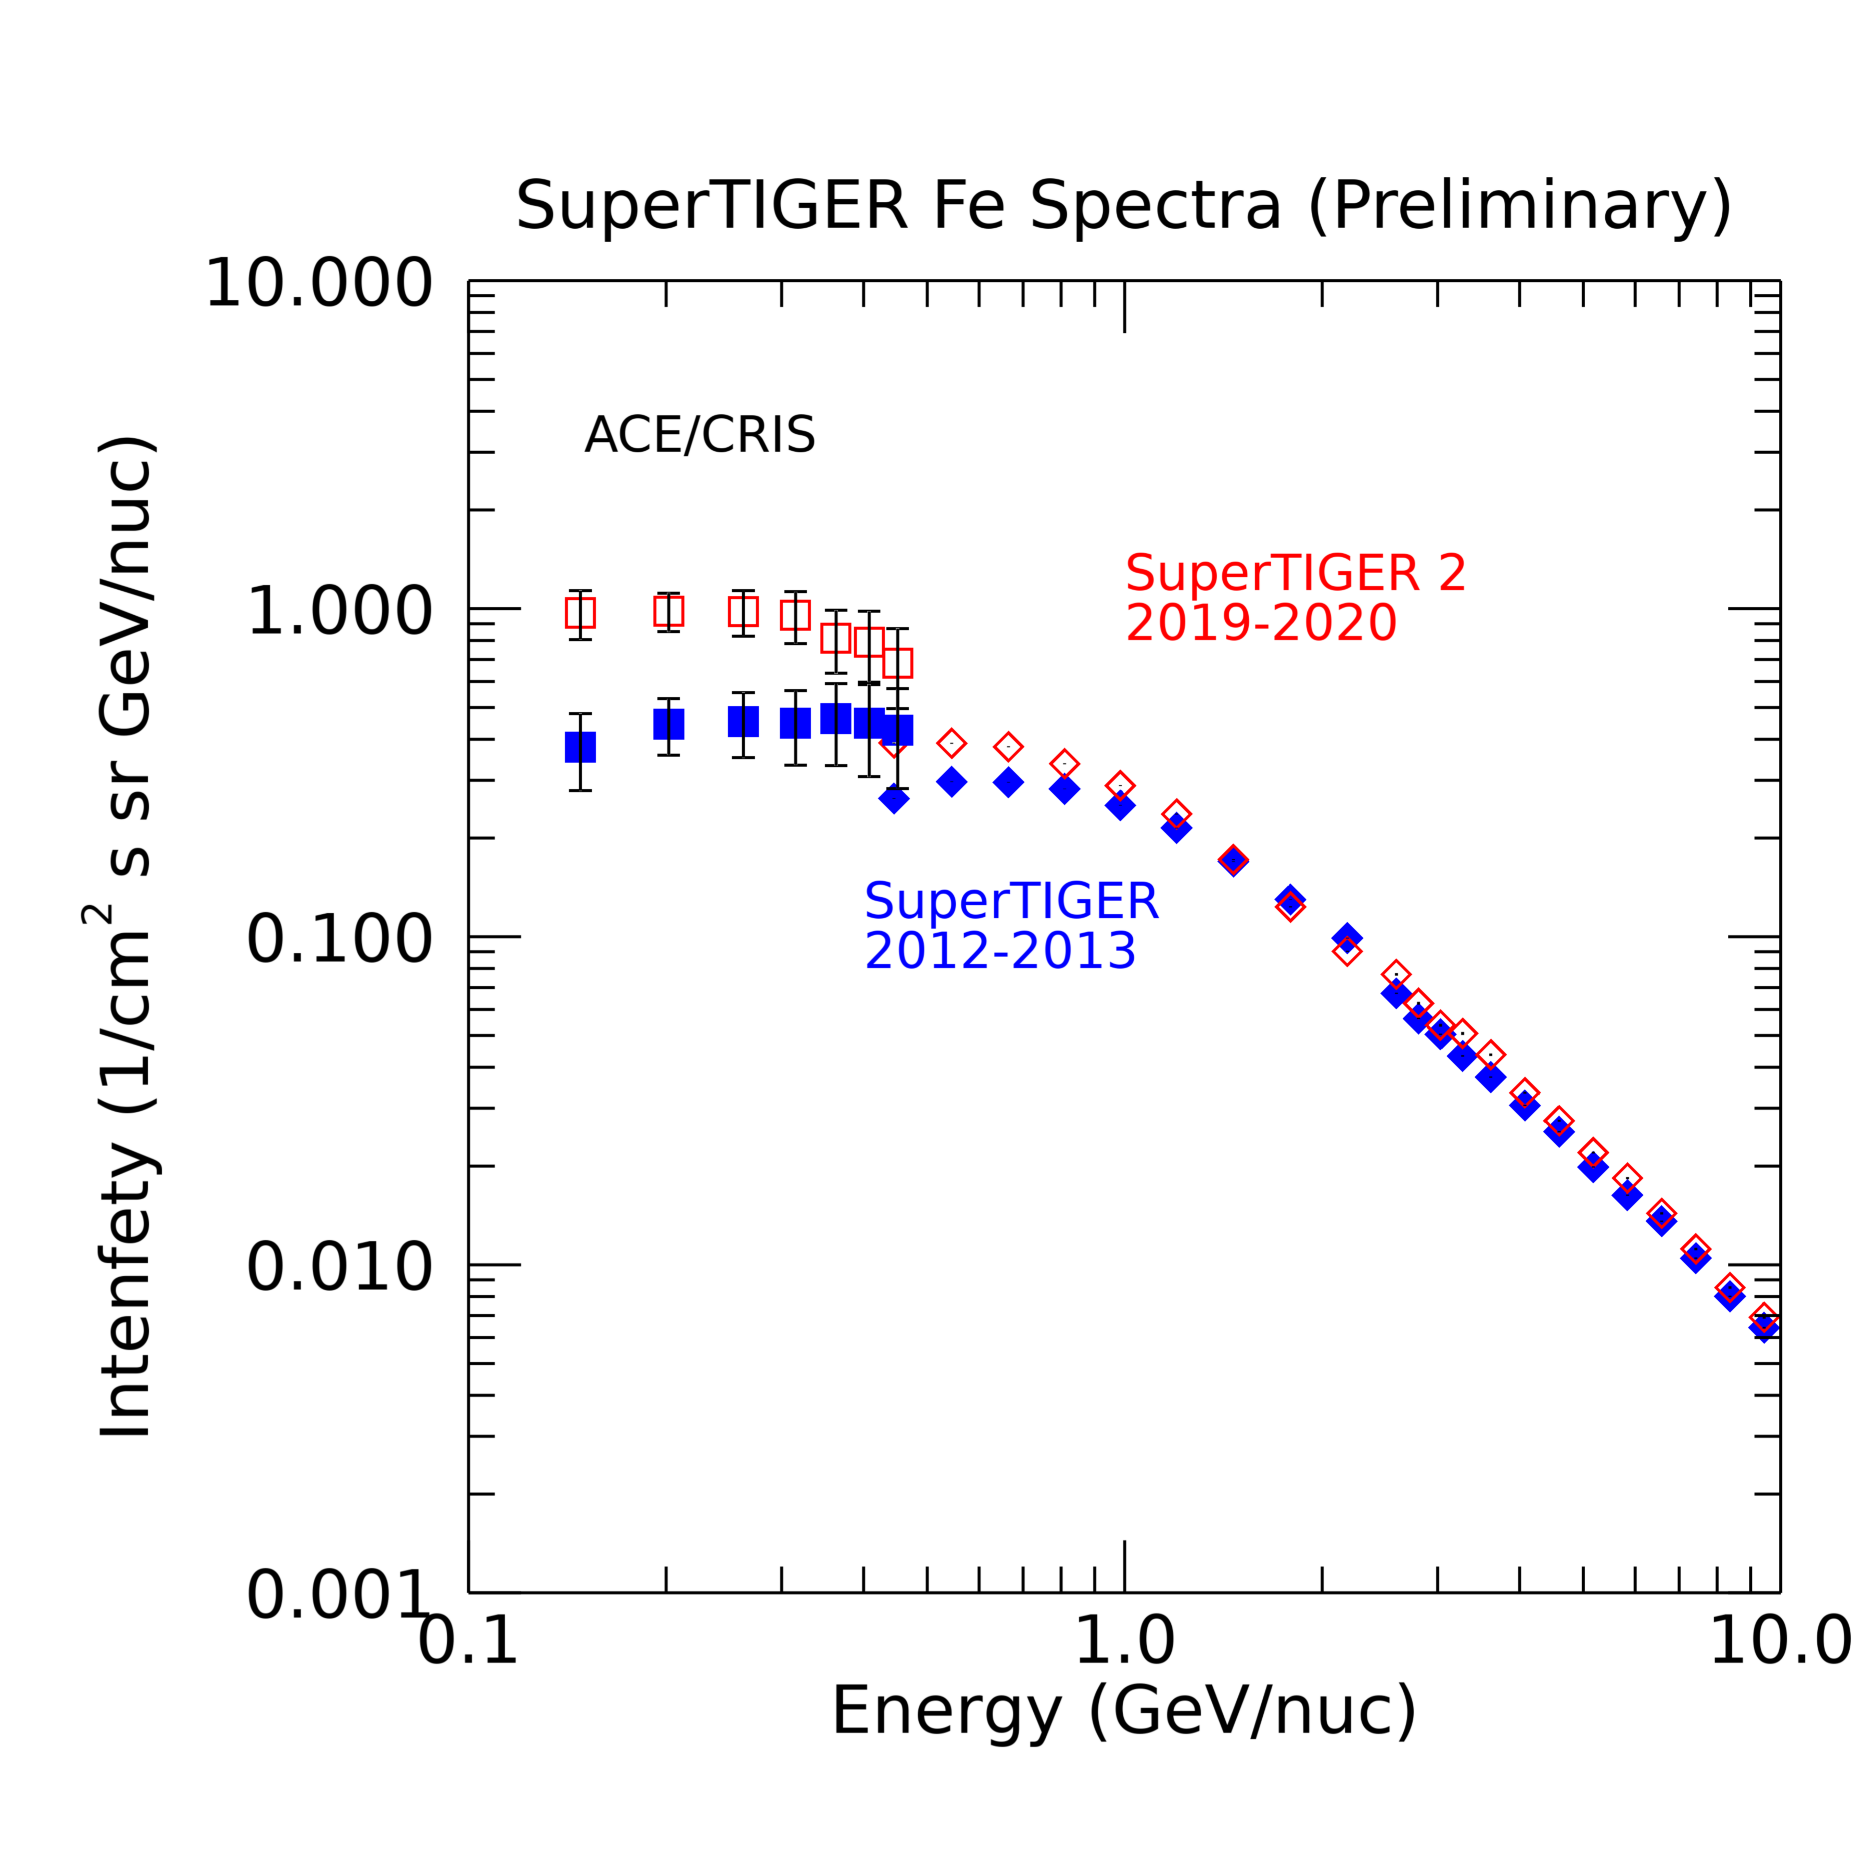 SuperTIGER Fe Spectra (Preliminary)
10.000
ACE/CRIS
SuperTIGER 2
2019-2020
1.000
SuperTIGER
2012-2013
0.100
0.010
0.001
Intenfety (1/cm² s sr GeV/nuc)
0.1 1.0 10.0
Energy (GeV/nuc)